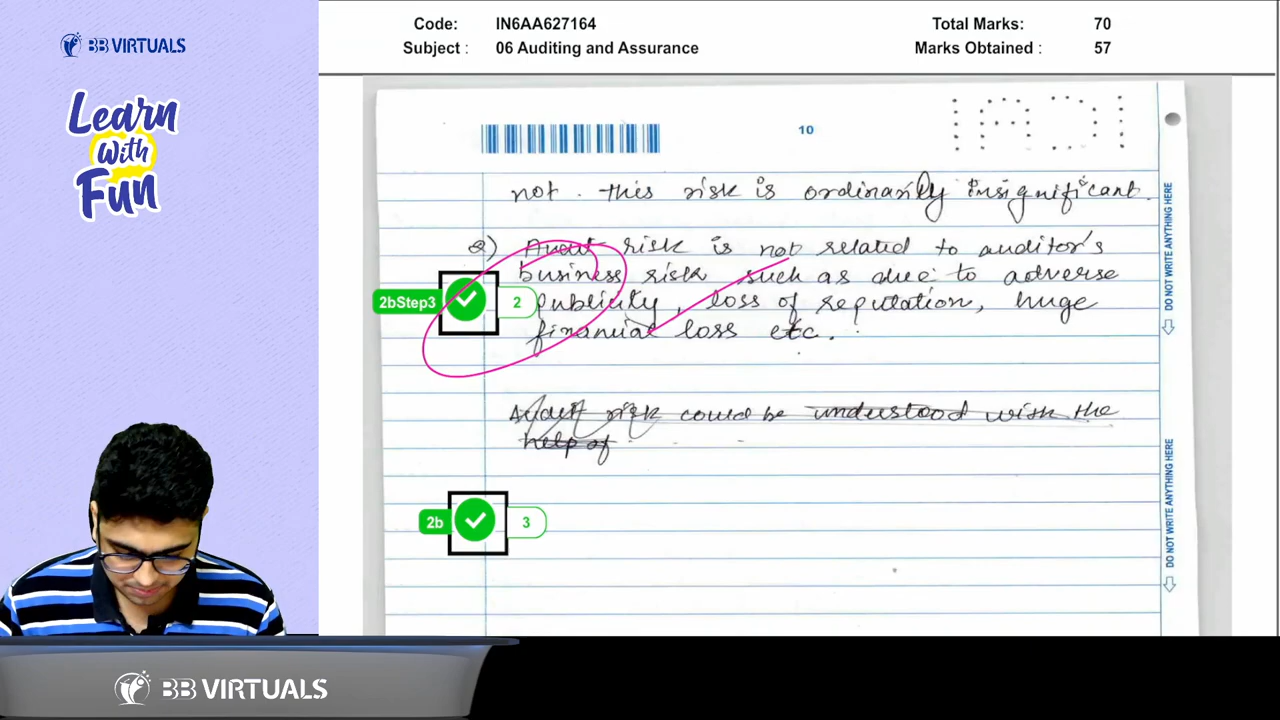 BB VIRTUALS
Learn
with
Fun
Code: IN6AA627164
Subject : 06 Auditing and Assurance
Total Marks: 70
Marks Obtained : 57
10
ICAI
not. This risk is ordinarily insignificant.
2) Audit risk is not related to auditor's
business risk such as due to adverse
publicity, loss of reputation, huge
financial loss etc.
2bStep3 2
Audit risk could be understood with the
help of
2b 3
DO NOT WRITE ANYTHING HERE
DO NOT WRITE ANYTHING HERE
BB VIRTUALS